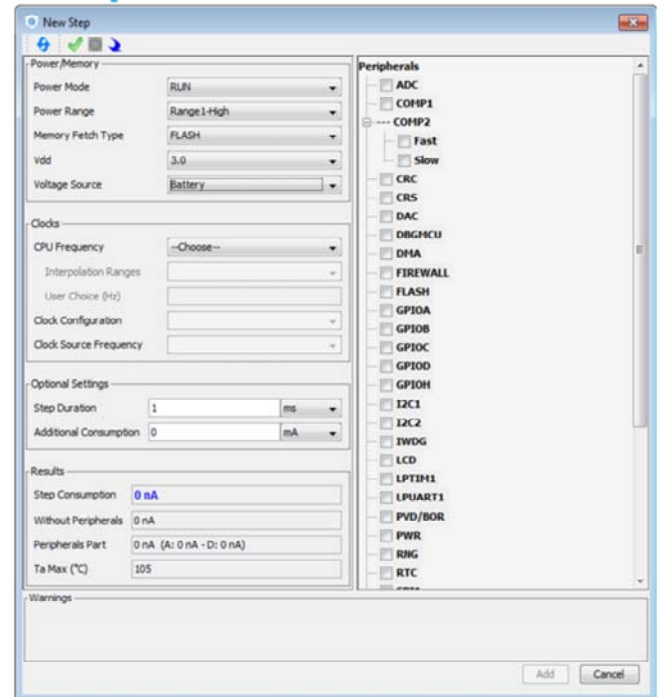 New Step
Power/Memory
Power Mode RUN
Power Range Range1-High
Memory Fetch Type FLASH
Vdd 3.0
Voltage Source Battery
Clocks
CPU Frequency --Choose--
Interpolation Ranges
User Choice (Hz)
Clock Configuration
Clock Source Frequency
Optional Settings
Step Duration 1 ms
Additional Consumption 0 mA
Results
Step Consumption 0 nA
Without Peripherals 0 nA
Peripherals Part 0 nA (A: 0 nA - D: 0 nA)
Ta Max (°C) 105
Peripherals
ADC
COMP1
COMP2
Fast
Slow
CRC
CRS
DAC
DBGMCU
DMA
FIREWALL
FLASH
GPIOA
GPIOB
GPIOC
GPIOD
GPIOH
I2C1
I2C2
IWDG
LCD
LPTIM1
LPUART1
PVD/BOR
PWR
RNG
RTC
Warnings
Add Cancel